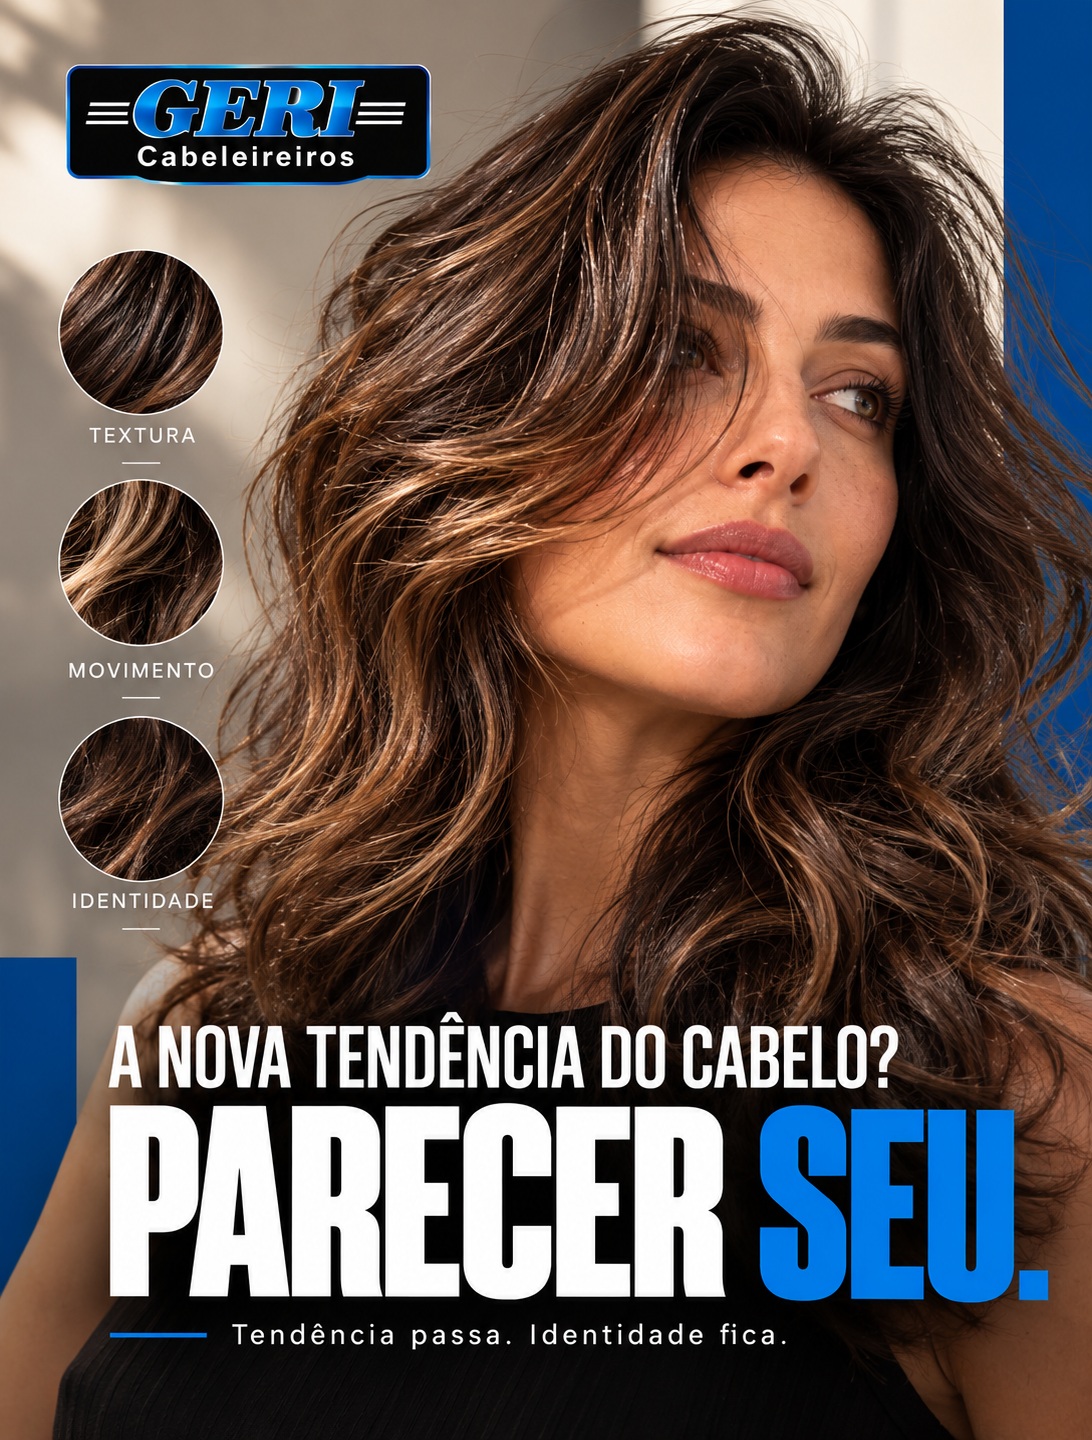 GERI
Cabeleireiros
TEXTURA
MOVIMENTO
IDENTIDADE
A NOVA TENDÊNCIA DO CABELO?
PARECER SEU.
Tendência passa. Identidade fica.